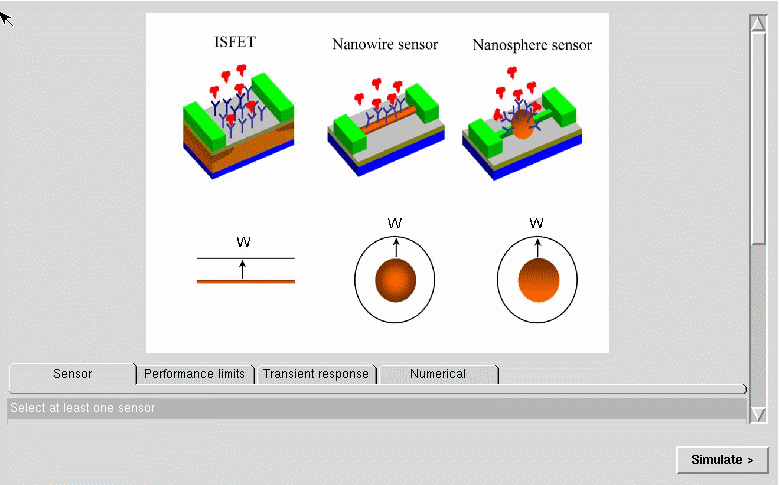 ISFET
Nanowire sensor
Nanosphere sensor
W
W
W
Sensor
Performance limits
Transient response
Numerical
Select at least one sensor
Simulate >